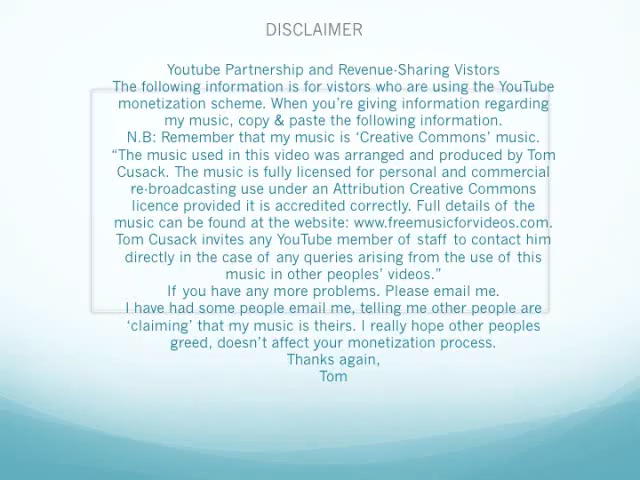 DISCLAIMER
Youtube Partnership and Revenue-Sharing Vistors
The following information is for vistors who are using the YouTube
monetization scheme. When you're giving information regarding
my music, copy & paste the following information.
N.B: Remember that my music is 'Creative Commons' music.
"The music used in this video was arranged and produced by Tom
Cusack. The music is fully licensed for personal and commercial
re-broadcasting use under an Attribution Creative Commons
licence provided it is accredited correctly. Full details of the
music can be found at the website: www.freemusicforvideos.com.
Tom Cusack invites any YouTube member of staff to contact him
directly in the case of any queries arising from the use of this
music in other peoples' videos."
If you have any more problems. Please email me.
I have had some people email me, telling me other people are
'claiming' that my music is theirs. I really hope other peoples
greed, doesn't affect your monetization process.
Thanks again,
Tom